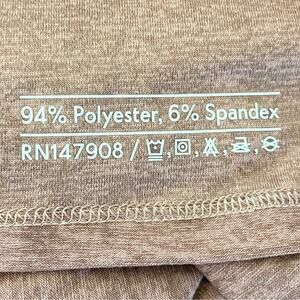 94% Polyester, 6% Spandex
RN147908 /